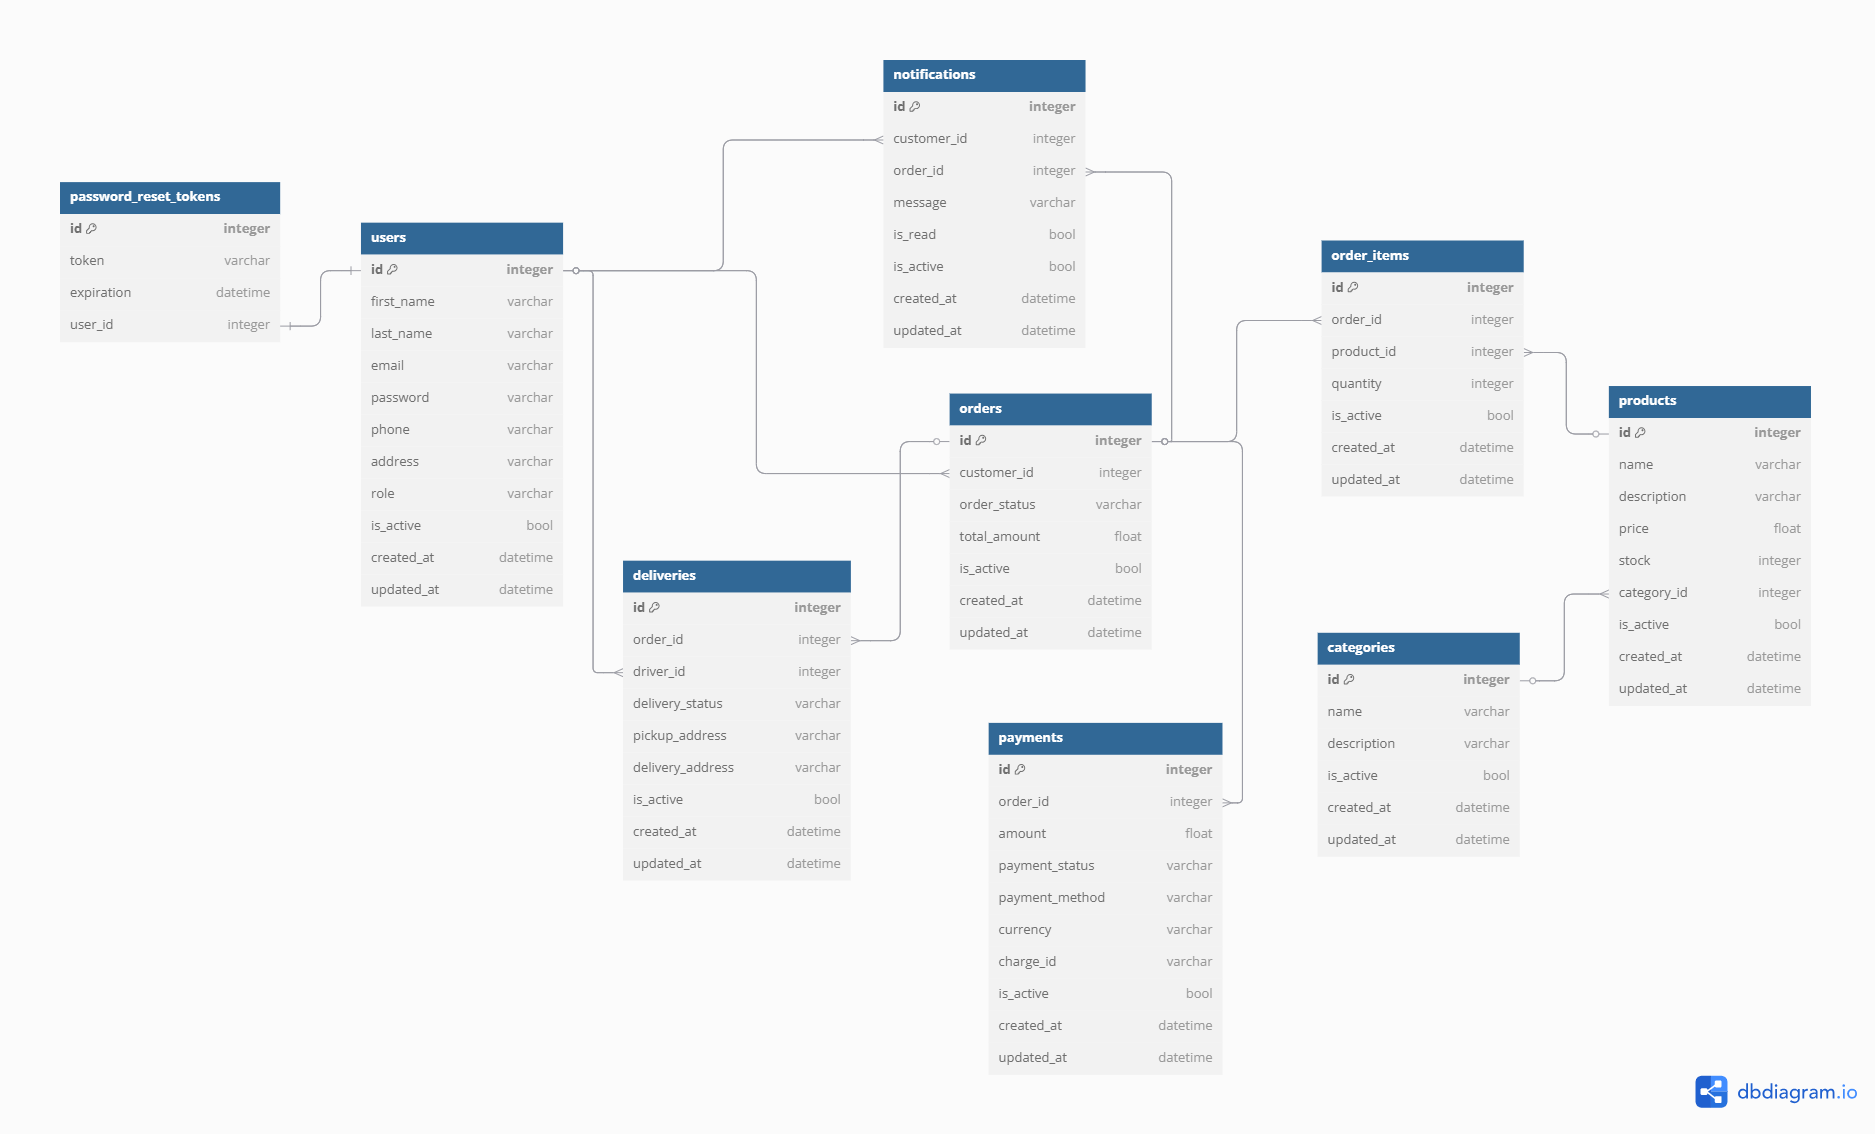 notifications
id integer
customer_id integer
order_id integer
message varchar
is_read bool
is_active bool
created_at datetime
updated_at datetime
password_reset_tokens
id integer
token varchar
expiration datetime
user_id integer
users
id integer
first_name varchar
last_name varchar
email varchar
password varchar
phone varchar
address varchar
role varchar
is_active bool
created_at datetime
updated_at datetime
order_items
id integer
order_id integer
product_id integer
quantity integer
is_active bool
created_at datetime
updated_at datetime
products
id integer
name varchar
description varchar
price float
stock integer
category_id integer
is_active bool
created_at datetime
updated_at datetime
orders
id integer
customer_id integer
order_status varchar
total_amount float
is_active bool
created_at datetime
updated_at datetime
deliveries
id integer
order_id integer
driver_id integer
delivery_status varchar
pickup_address varchar
delivery_address varchar
is_active bool
created_at datetime
updated_at datetime
categories
id integer
name varchar
description varchar
is_active bool
created_at datetime
updated_at datetime
payments
id integer
order_id integer
amount float
payment_status varchar
payment_method varchar
currency varchar
charge_id varchar
is_active bool
created_at datetime
updated_at datetime
dbdiagram.io